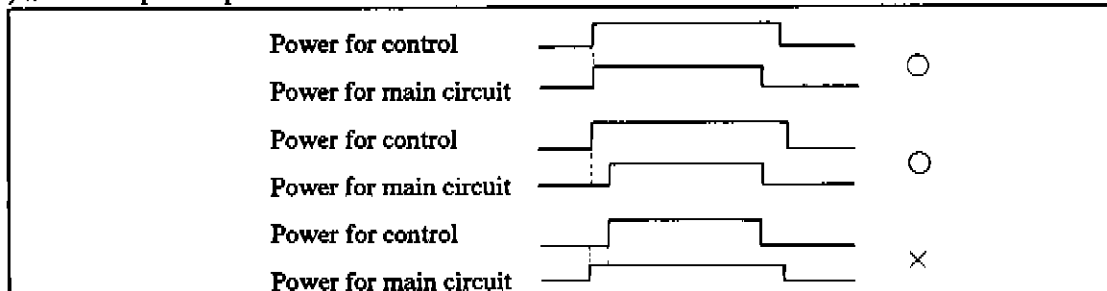 Power for control
Power for main circuit
○
Power for control
Power for main circuit
○
Power for control
Power for main circuit
×